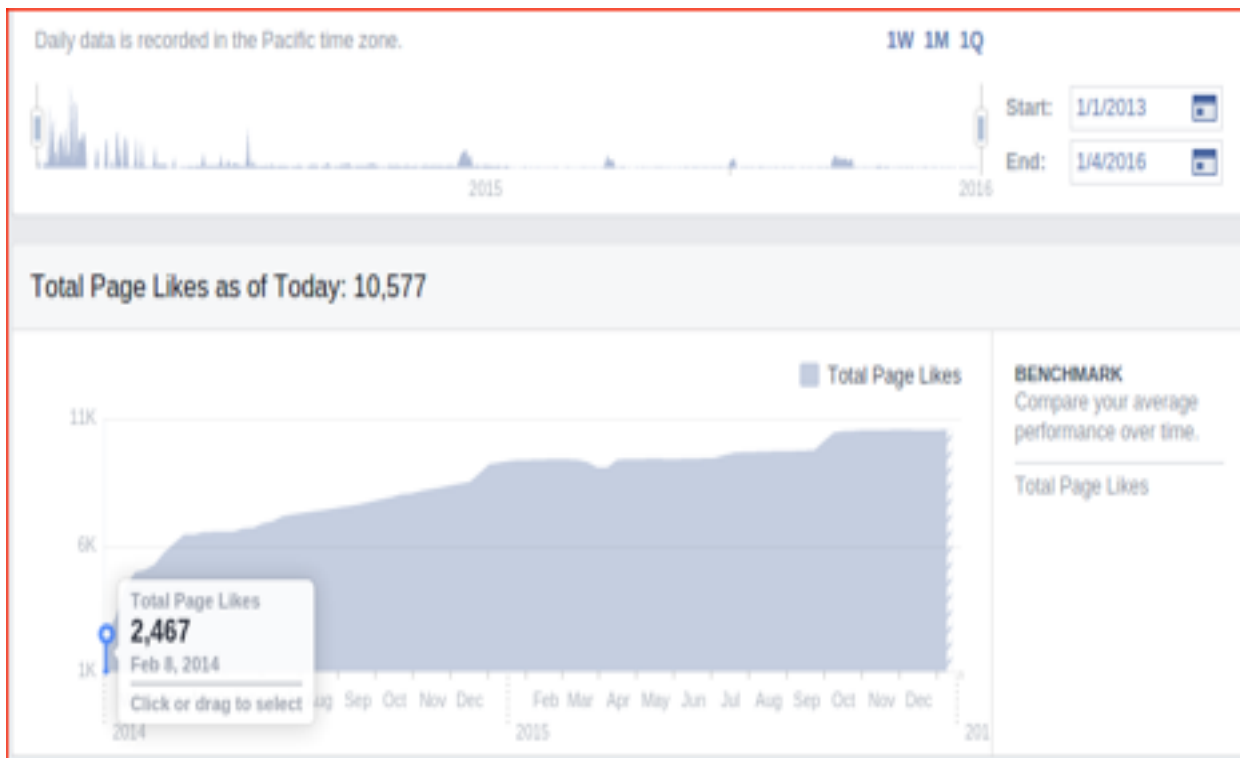 Daily data is recorded in the Pacific time zone.
1W 1M 1Q
Start: 1/1/2013
End: 1/4/2016
2015
2016
Total Page Likes as of Today: 10,577
Total Page Likes
BENCHMARK
Compare your average
performance over time.
Total Page Likes
11K
6K
1K
Total Page Likes
2,467
Feb 8, 2014
Click or drag to select
ug Sep Oct Nov Dec Feb Mar Apr May Jun Jul Aug Sep Oct Nov Dec
2014 2015 201